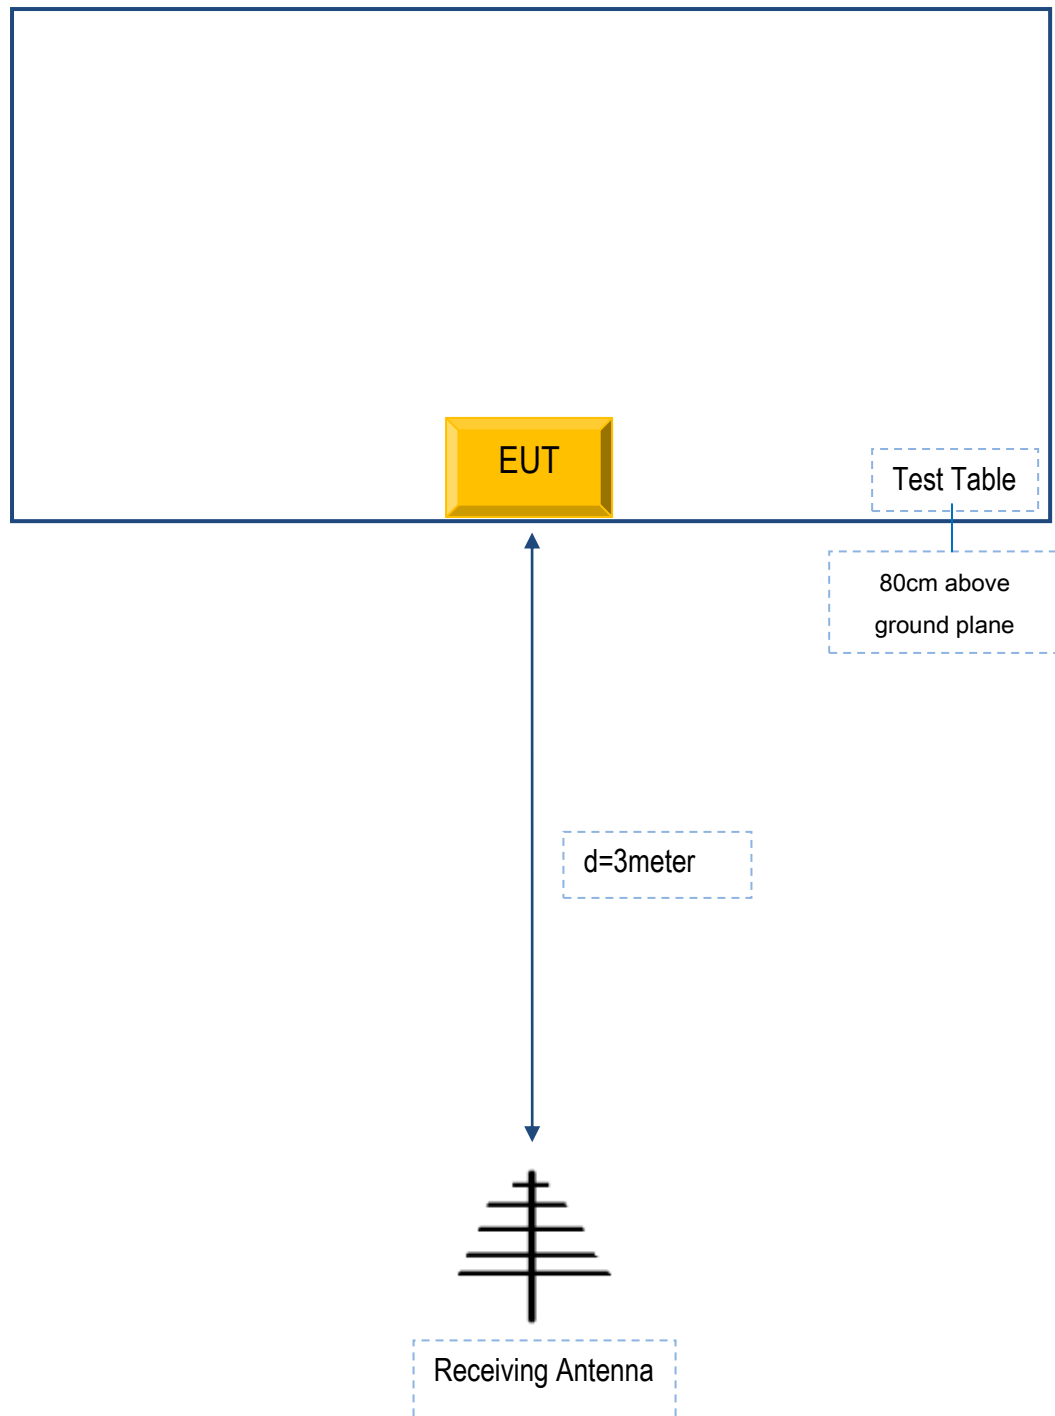 EUT
Test Table
80cm above
ground plane
d=3meter
Receiving Antenna